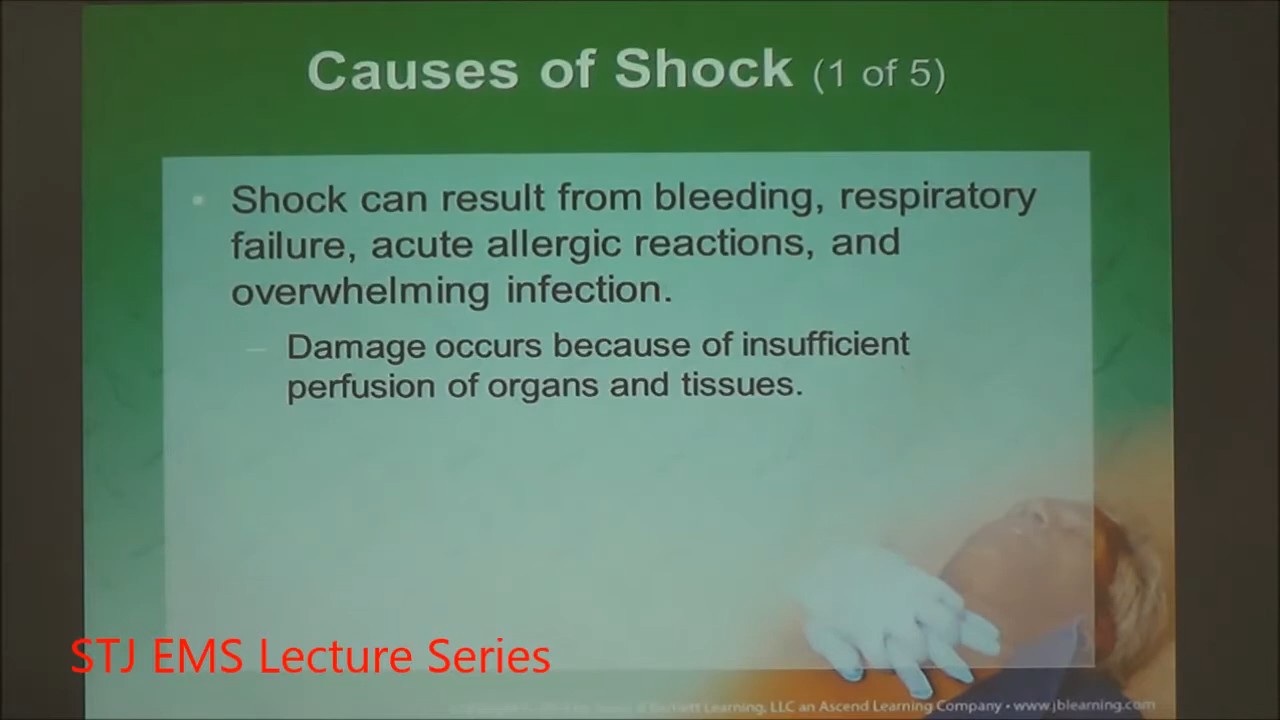 Causes of Shock (1 of 5)
Shock can result from bleeding, respiratory
failure, acute allergic reactions, and
overwhelming infection.
– Damage occurs because of insufficient
perfusion of organs and tissues.
STJ EMS Lecture Series
Learning, LLC an Ascend Learning Company • www.jblearning.com